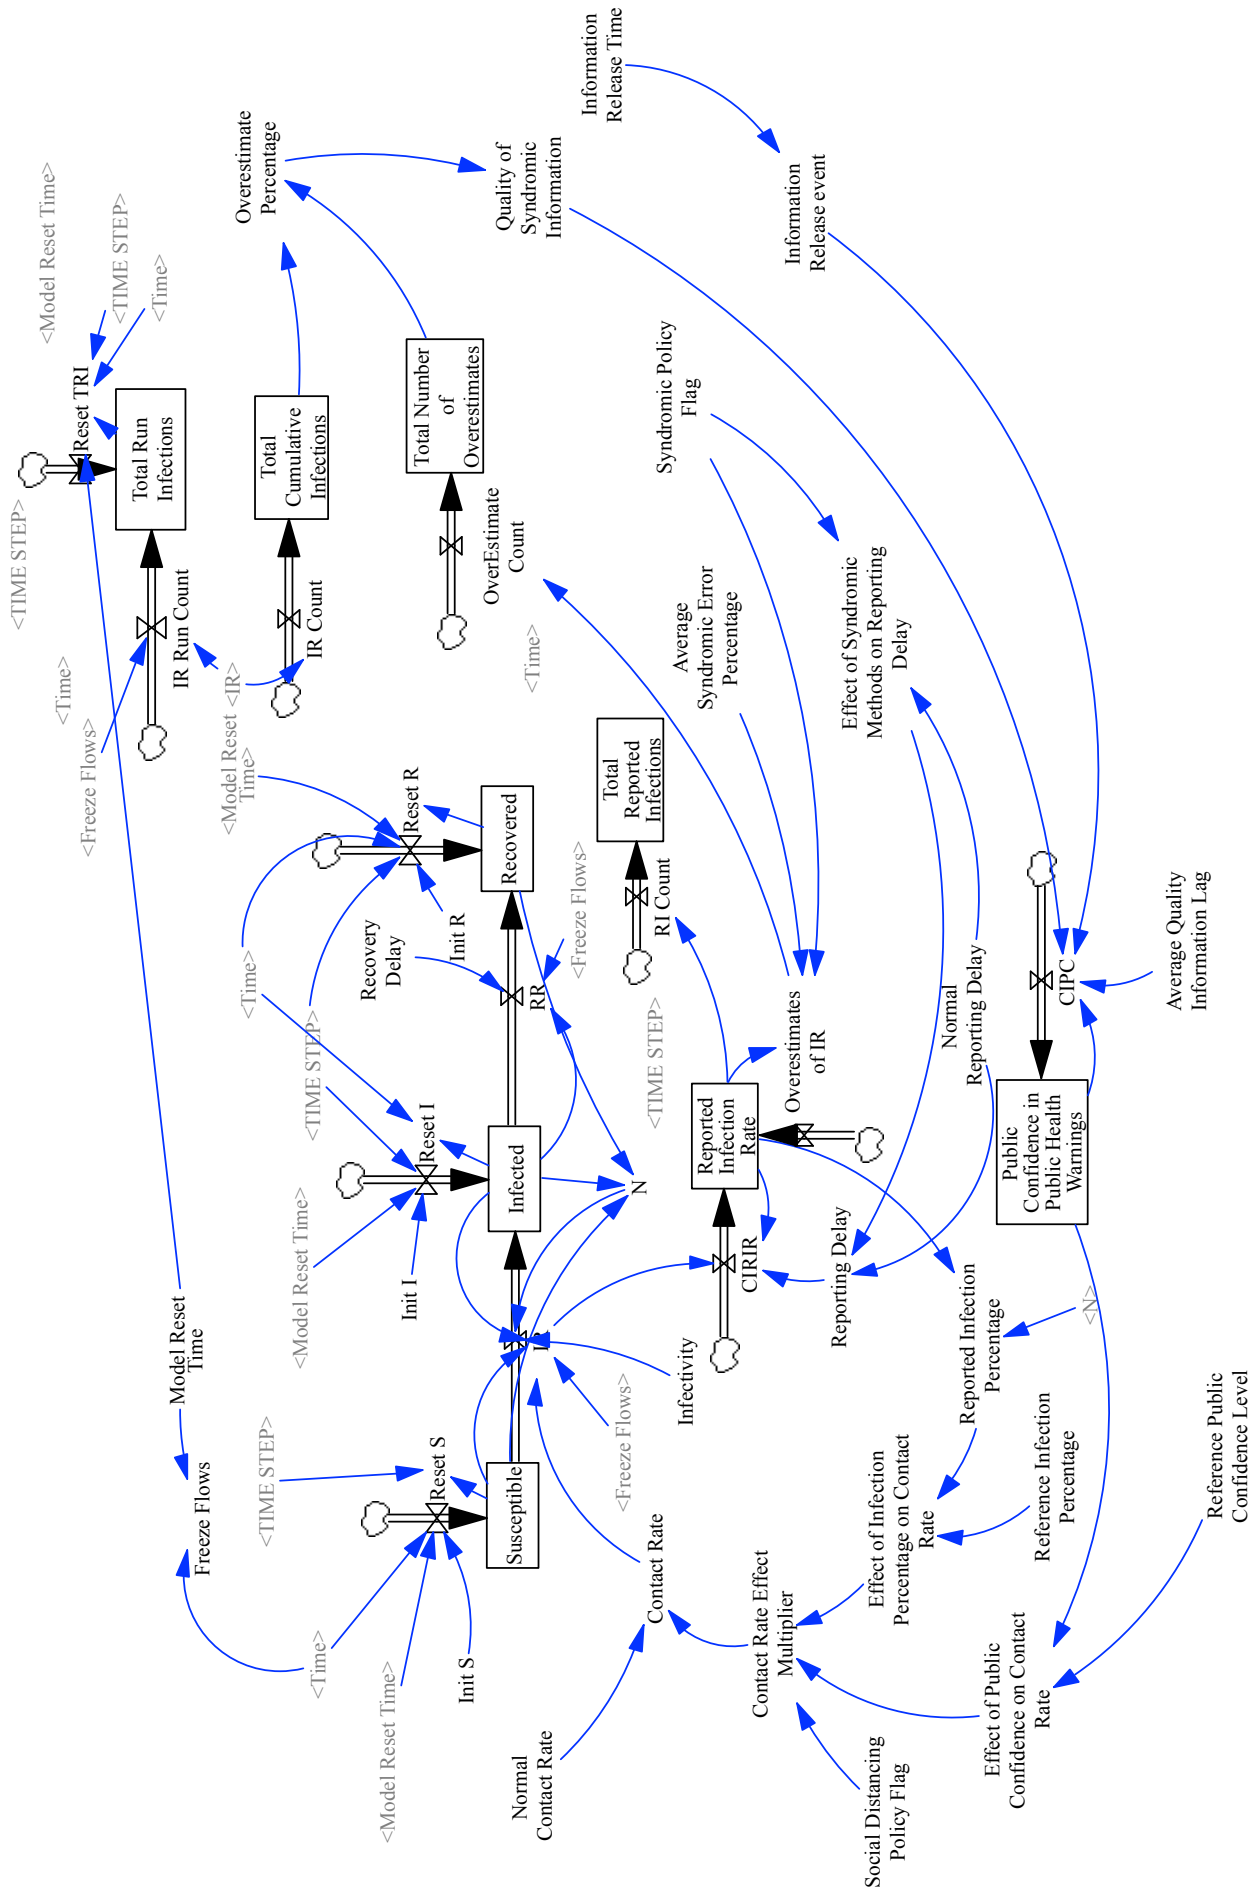 <TIME STEP>
<Time>
<Freeze Flows>
<Model Reset Time>
<TIME STEP>
<Time>
Reset TRI
Total Run
Infections
IR Run Count
<IR>
<Model Reset
Time>
Total
Cumulative
Infections
IR Count
Overestimate
Percentage
Total Number
of
Overestimates
OverEstimate
Count
<Time>
Quality of
Syndromic
Information
Information
Release Time
Information
Release event
Model Reset
Time
Freeze Flows
<TIME STEP>
<Time>
<Model Reset Time>
Init S
Reset S
Susceptible
<Model Reset Time>
Init I
Reset I
Infected
<Time>
<TIME STEP>
Recovery
Delay
Init R
Reset R
Recovered
RR
<Freeze Flows>
IR
N
<Freeze Flows>
Infectivity
Normal
Contact Rate
Contact Rate
Total
Reported
Infections
RI Count
<TIME STEP>
Reported
Infection
Rate
CIRIR
Overestimates
of IR
Average
Syndromic Error
Percentage
Syndromic Policy
Flag
Effect of Syndromic
Methods on Reporting
Delay
Normal
Reporting Delay
Reporting Delay
Contact Rate Effect
Multiplier
Social Distancing
Policy Flag
Effect of Infection
Percentage on Contact
Rate
Reported Infection
Percentage
<N>
Reference Infection
Percentage
Effect of Public
Confidence on Contact
Rate
Reference Public
Confidence Level
Public
Confidence in
Public Health
Warnings
CIPC
Average Quality
Information Lag